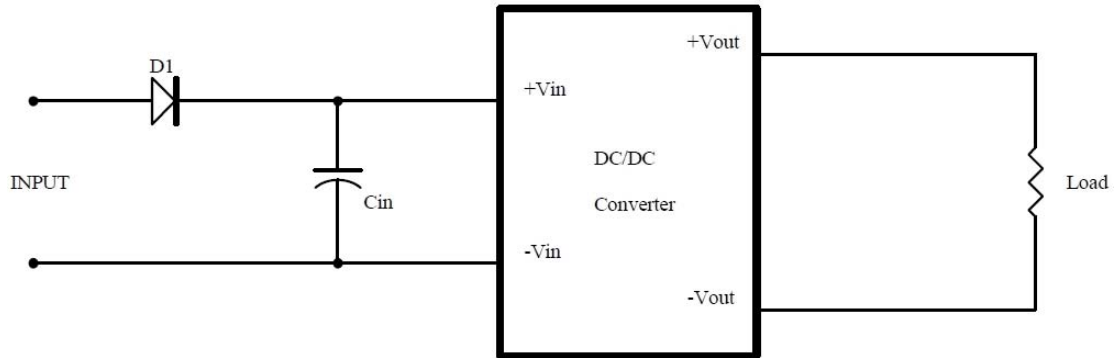 D1
INPUT
Cin
+Vin
-Vin
DC/DC
Converter
+Vout
-Vout
Load